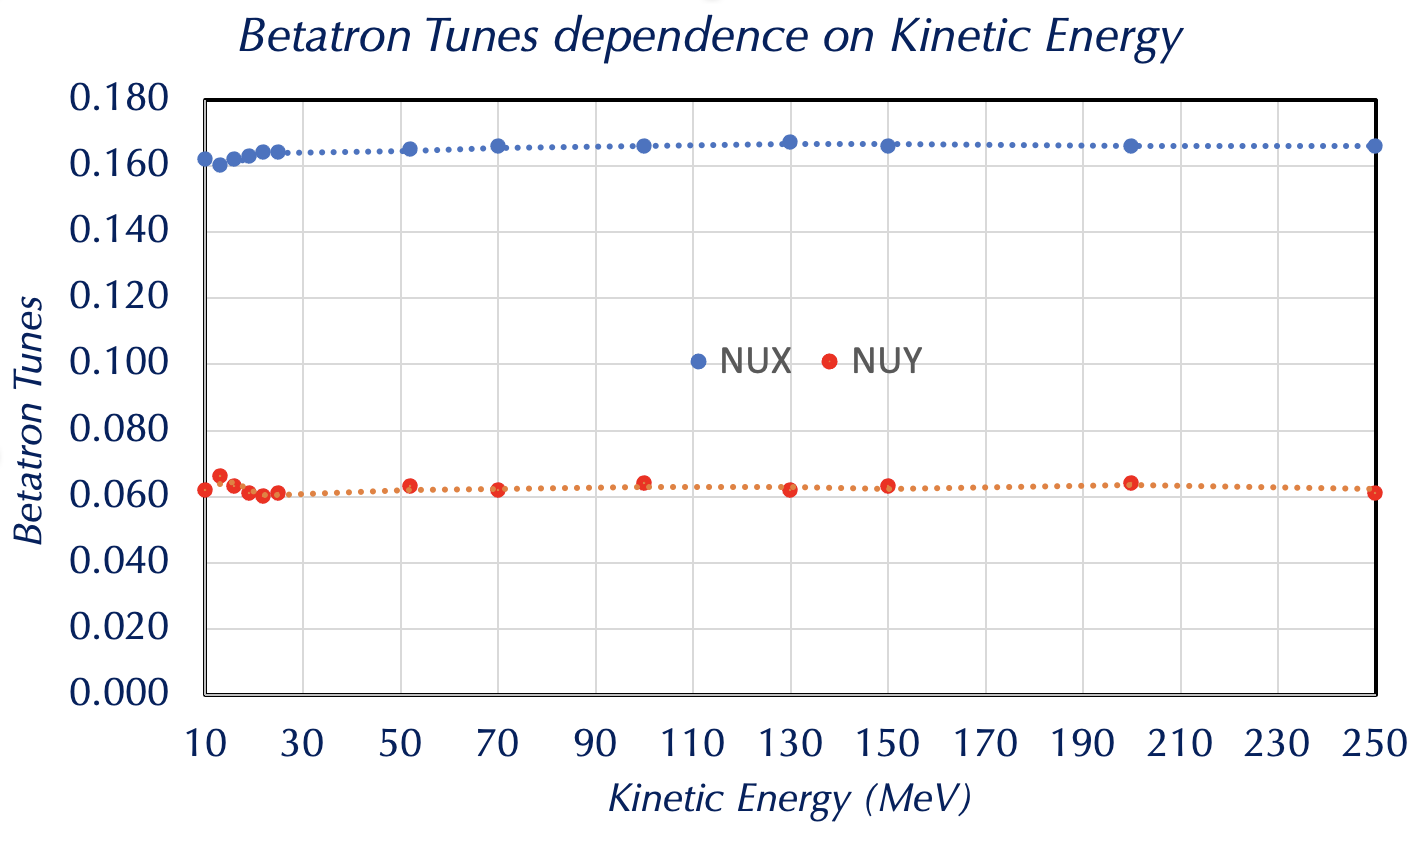 Betatron Tunes dependence on Kinetic Energy
0.180
0.160
0.140
0.120
0.100
0.080
0.060
0.040
0.020
0.000
Betatron Tunes
NUX NUY
10 30 50 70 90 110 130 150 170 190 210 230 250
Kinetic Energy (MeV)